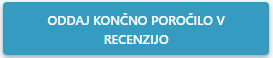 ODDAJ KONČNO POROČILO V
RECENZIJO